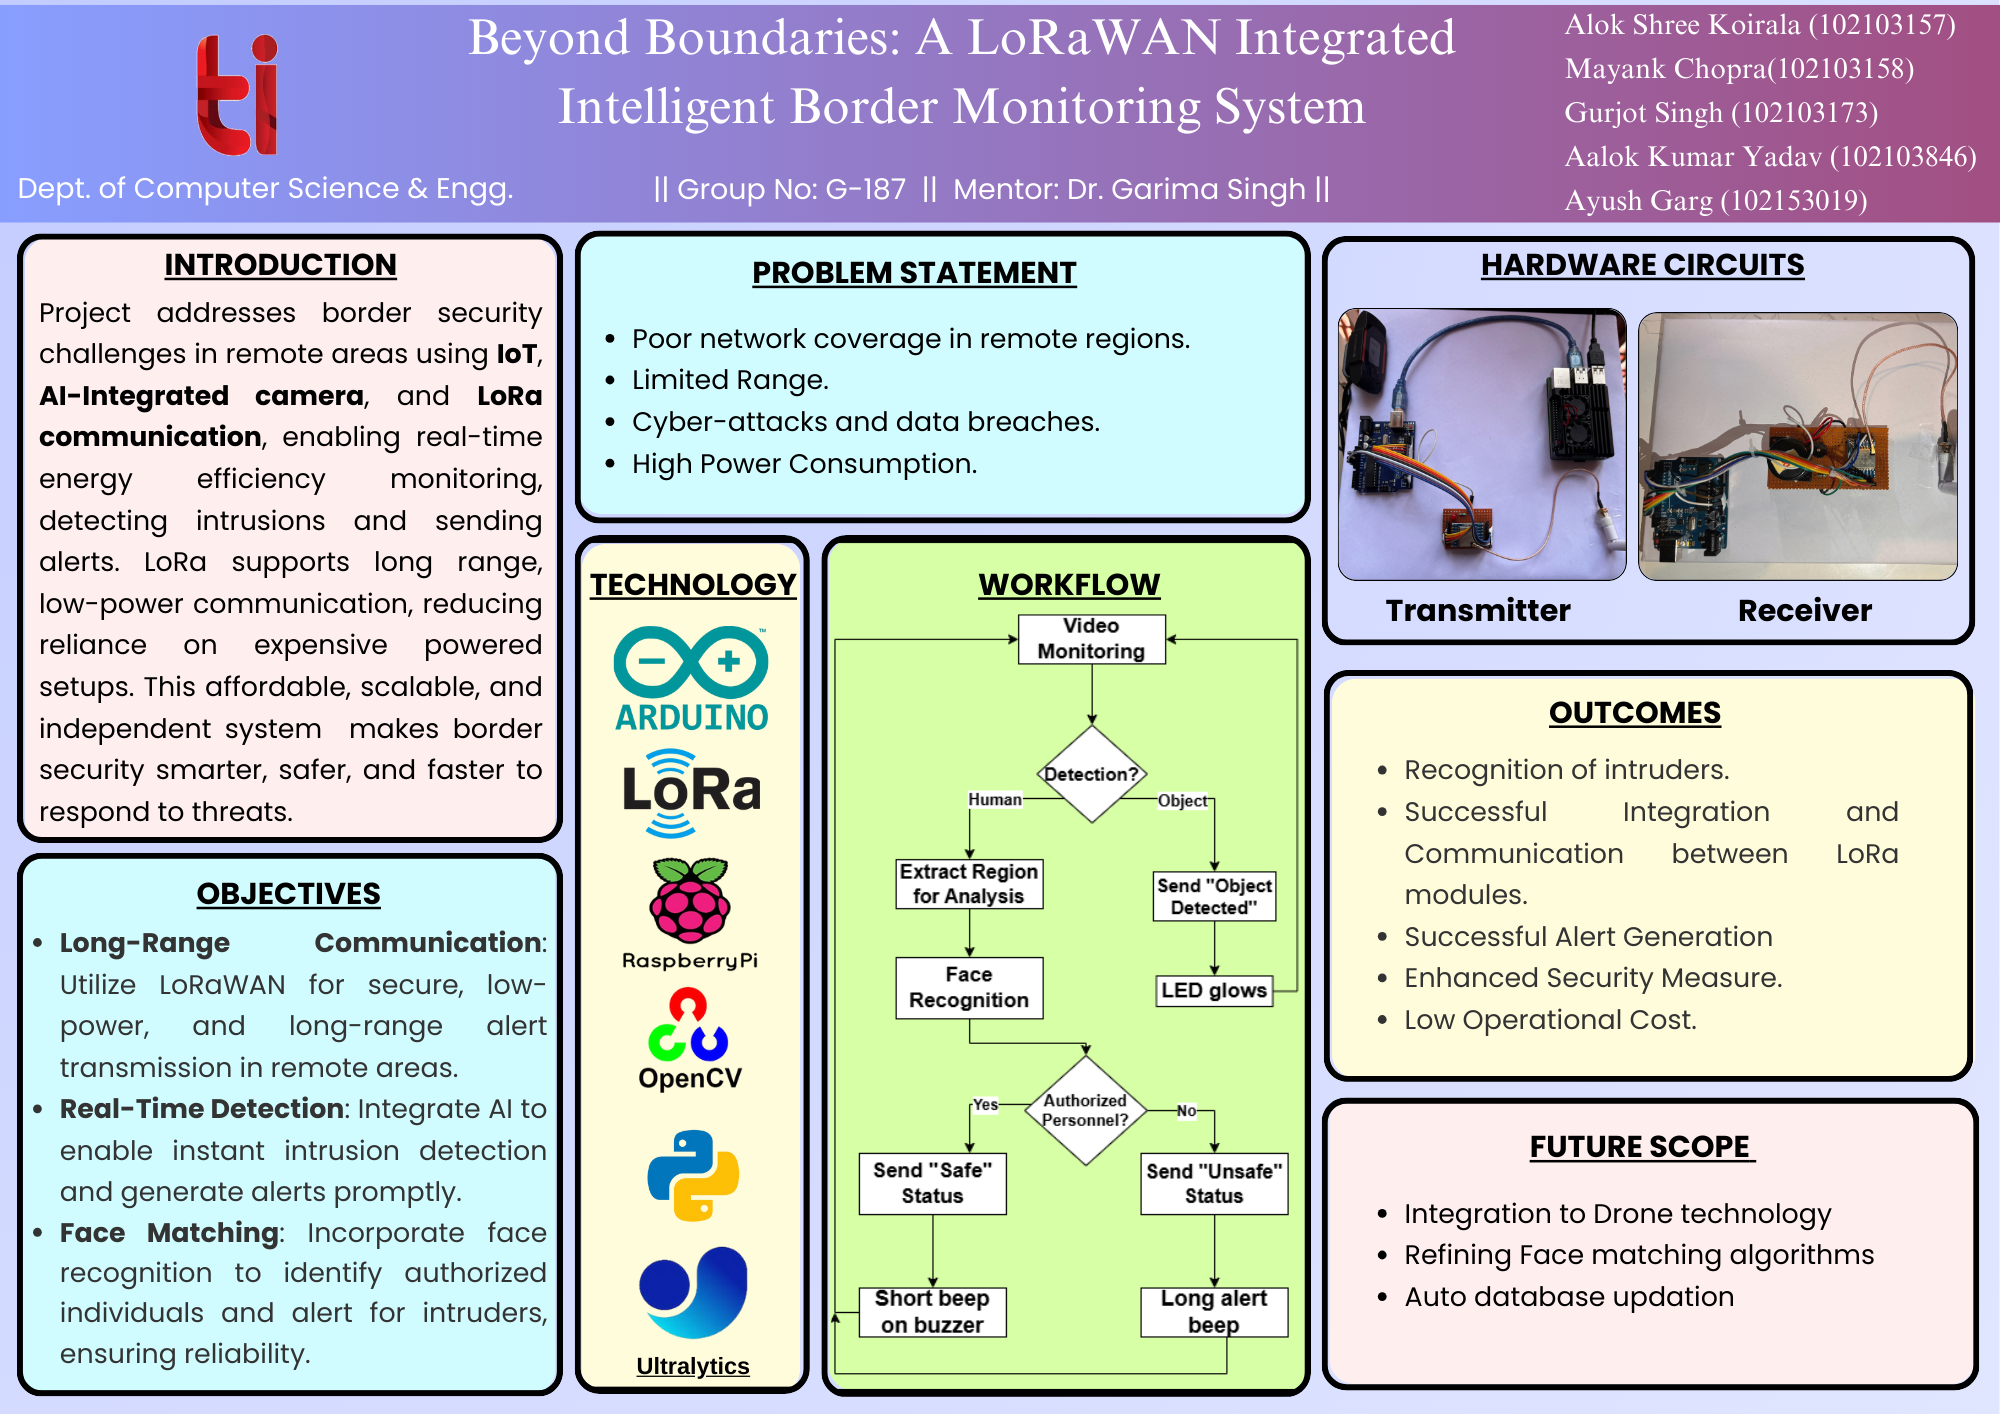 Beyond Boundaries: A LoRaWAN Integrated
Intelligent Border Monitoring System
ti
Dept. of Computer Science & Engg.
|| Group No: G-187 || Mentor: Dr. Garima Singh ||
Alok Shree Koirala (102103157)
Mayank Chopra(102103158)
Gurjot Singh (102103173)
Aalok Kumar Yadav (102103846)
Ayush Garg (102153019)
INTRODUCTION
Project addresses border security
challenges in remote areas using IoT,
AI-Integrated camera, and LoRa
communication, enabling real-time
energy efficiency monitoring,
detecting intrusions and sending
alerts. LoRa supports long range,
low-power communication, reducing
reliance on expensive powered
setups. This affordable, scalable, and
independent system makes border
security smarter, safer, and faster to
respond to threats.
OBJECTIVES
• Long-Range Communication:
Utilize LoRaWAN for secure, low-
power, and long-range alert
transmission in remote areas.
• Real-Time Detection: Integrate AI to
enable instant intrusion detection
and generate alerts promptly.
• Face Matching: Incorporate face
recognition to identify authorized
individuals and alert for intruders,
ensuring reliability.
PROBLEM STATEMENT
• Poor network coverage in remote regions.
• Limited Range.
• Cyber-attacks and data breaches.
• High Power Consumption.
TECHNOLOGY
ARDUINO
™
LoRa
RaspberryPi
OpenCV
Ultralytics
WORKFLOW
Video
Monitoring
Detection?
Human
Object
Extract Region
for Analysis
Send "Object
Detected"
Face
Recognition
LED glows
Authorized
Personnel?
Yes
No
Send "Safe"
Status
Send "Unsafe"
Status
Short beep
on buzzer
Long alert
beep
HARDWARE CIRCUITS
Transmitter
Receiver
OUTCOMES
• Recognition of intruders.
• Successful Integration and
Communication between LoRa
modules.
• Successful Alert Generation
• Enhanced Security Measure.
• Low Operational Cost.
FUTURE SCOPE
• Integration to Drone technology
• Refining Face matching algorithms
• Auto database updation